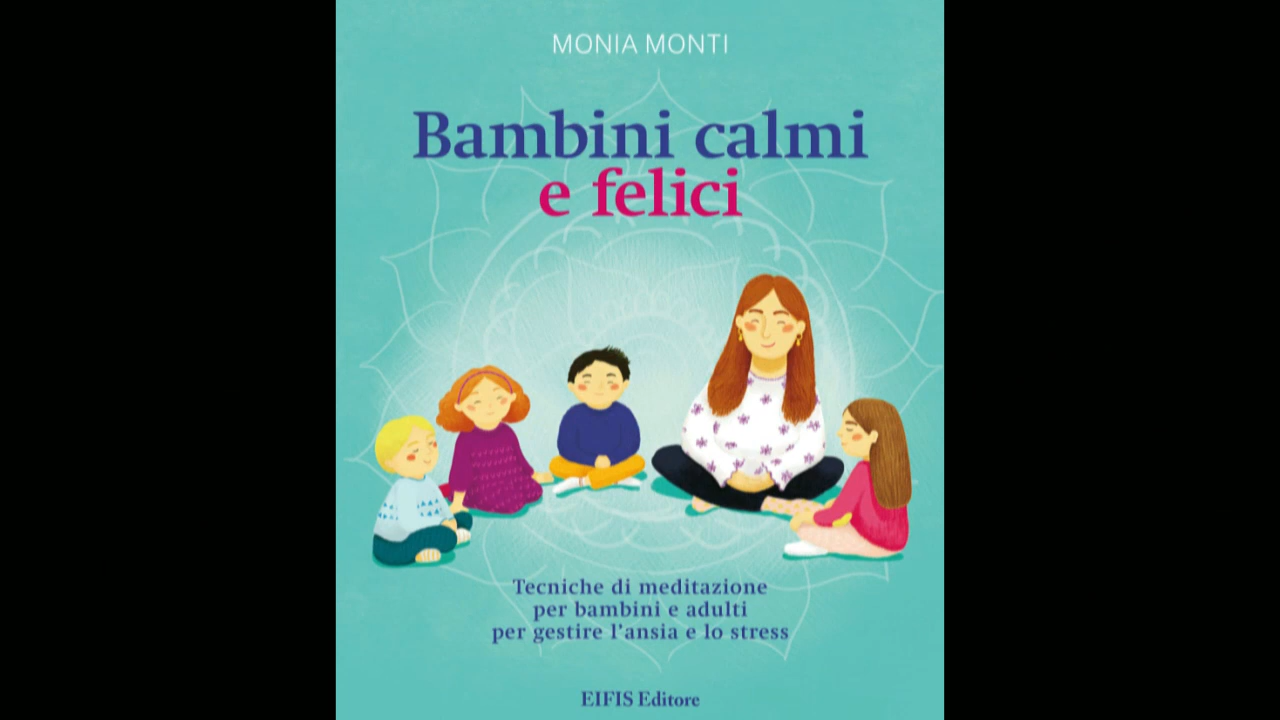 MONIA MONTI
Bambini calmi
e felici
Tecniche di meditazione
per bambini e adulti
per gestire l'ansia e lo stress
EIFIS Editore